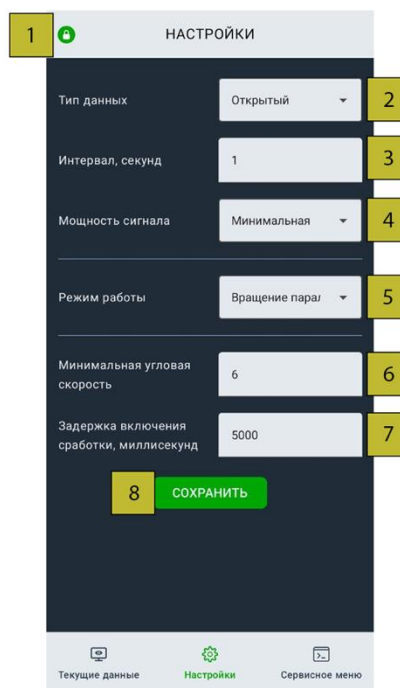 1
НАСТРОЙКИ
Тип данных
Открытый
2
Интервал, секунд
1
3
Мощность сигнала
Минимальная
4
Режим работы
Вращение парал
5
Минимальная угловая
скорость
6
6
Задержка включения
сработки, миллисекунд
5000
7
8
СОХРАНИТЬ
Текущие данные
Настройки
Сервисное меню